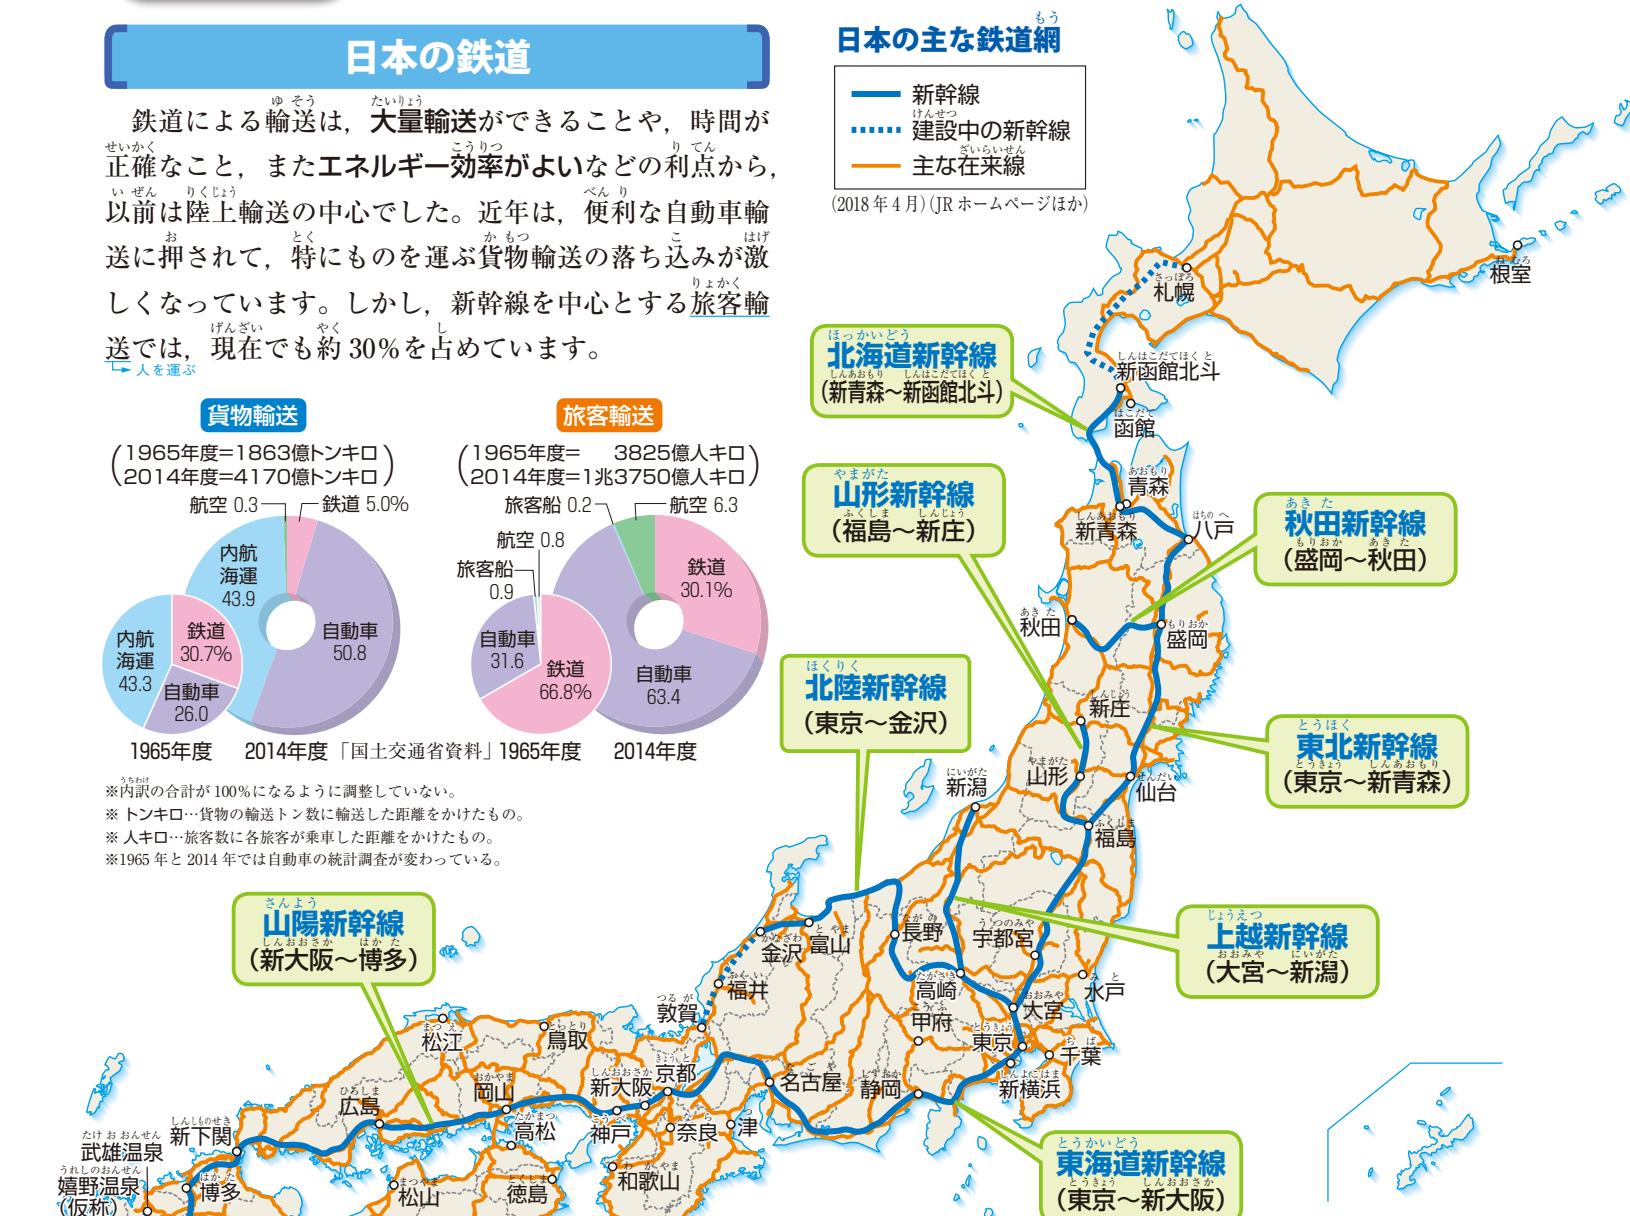 日本の鉄道
鉄道による輸送は，大量輸送ができることや，時間が
正確なこと，またエネルギー効率がよいなどの利点から，
以前は陸上輸送の中心でした。近年は，便利な自動車輸
送に押されて，特にものを運ぶ貨物輸送の落ち込みが激
しくなっています。しかし，新幹線を中心とする旅客輸
送では，現在でも約30％を占めています。
人を運ぶ
貨物輸送
(1965年度=1863億トンキロ
2014年度=4170億トンキロ)
航空 0.3
鉄道 5.0%
内航
海運
43.9
自動車
50.8
内航
海運
43.3
鉄道
30.7%
自動車
26.0
1965年度
2014年度
「国土交通省資料」
旅客輸送
(1965年度= 3825億人キロ
2014年度=1兆3750億人キロ)
旅客船 0.2
航空 6.3
航空 0.8
旅客船
0.9
鉄道
30.1%
自動車
31.6
鉄道
66.8%
自動車
63.4
1965年度
2014年度
※内訳の合計が100％になるように調整していない。
※ トンキロ…貨物の輸送トン数に輸送した距離をかけたもの。
※ 人キロ…旅客数に各旅客が乗車した距離をかけたもの。
※1965年と2014年では自動車の統計調査が変わっている。
日本の主な鉄道網
新幹線
建設中の新幹線
主な在来線
(2018年4月)(JRホームページほか)
北海道新幹線
(新青森～新函館北斗)
山形新幹線
(福島～新庄)
秋田新幹線
(盛岡～秋田)
北陸新幹線
(東京～金沢)
東北新幹線
(東京～新青森)
上越新幹線
(大宮～新潟)
山陽新幹線
(新大阪～博多)
東海道新幹線
(東京～新大阪)
根室
札幌
新函館北斗
函館
青森
新青森
八戸
秋田
盛岡
新庄
山形
仙台
新潟
福島
金沢
富山
長野
宇都宮
福井
高崎
水戸
敦賀
甲府
大宮
東京
千葉
松江
鳥取
京都
新大阪
名古屋
静岡
新横浜
岡山
広島
高松
神戸
奈良
津
新下関
武雄温泉
嬉野温泉
(仮称)
博多
松山
徳島
和歌山